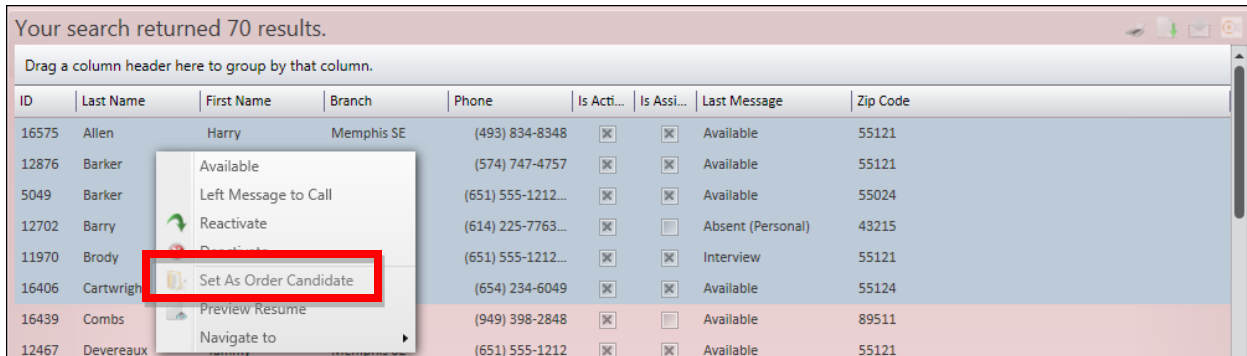 Your search returned 70 results.
Drag a column header here to group by that column.
ID Last Name First Name Branch Phone Is Acti... Is Assi... Last Message Zip Code
16575 Allen Harry Memphis SE (493) 834-8348 Available 55121
12876 Barker Available (574) 747-4757 Available 55121
5049 Barker Left Message to Call (651) 555-1212... Available 55024
12702 Barry Reactivate (614) 225-7763... Absent (Personal) 43215
11970 Brody Deactivate (651) 555-1212... Interview 55121
16406 Cartwrigh Set As Order Candidate (654) 234-6049 Available 55124
16439 Combs Preview Resume (949) 398-2848 Available 89511
Navigate to
12467 Devereaux (651) 555-1212 Available 55121